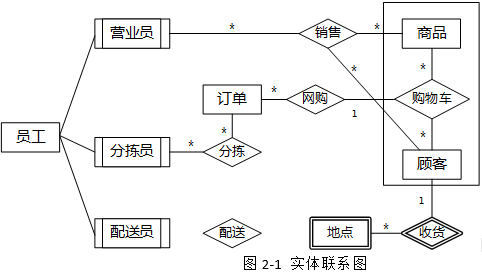 营业员
*
销售
*
商品
*
*
订单
*
网购
1
购物车
员工
*
*
分拣员
*
分拣
顾客
1
配送员
配送
地点
*
收货
图 2-1 实体联系图